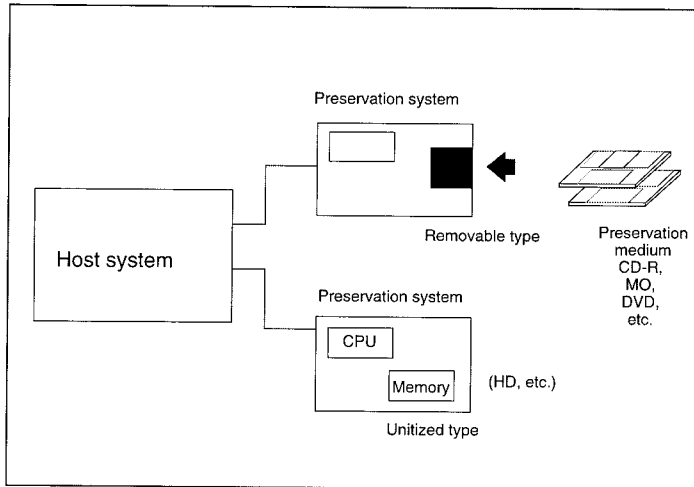 Preservation system
Host system
Removable type
Preservation
medium
CD-R,
MO,
DVD,
etc.
Preservation system
CPU
Memory
(HD, etc.)
Unitized type